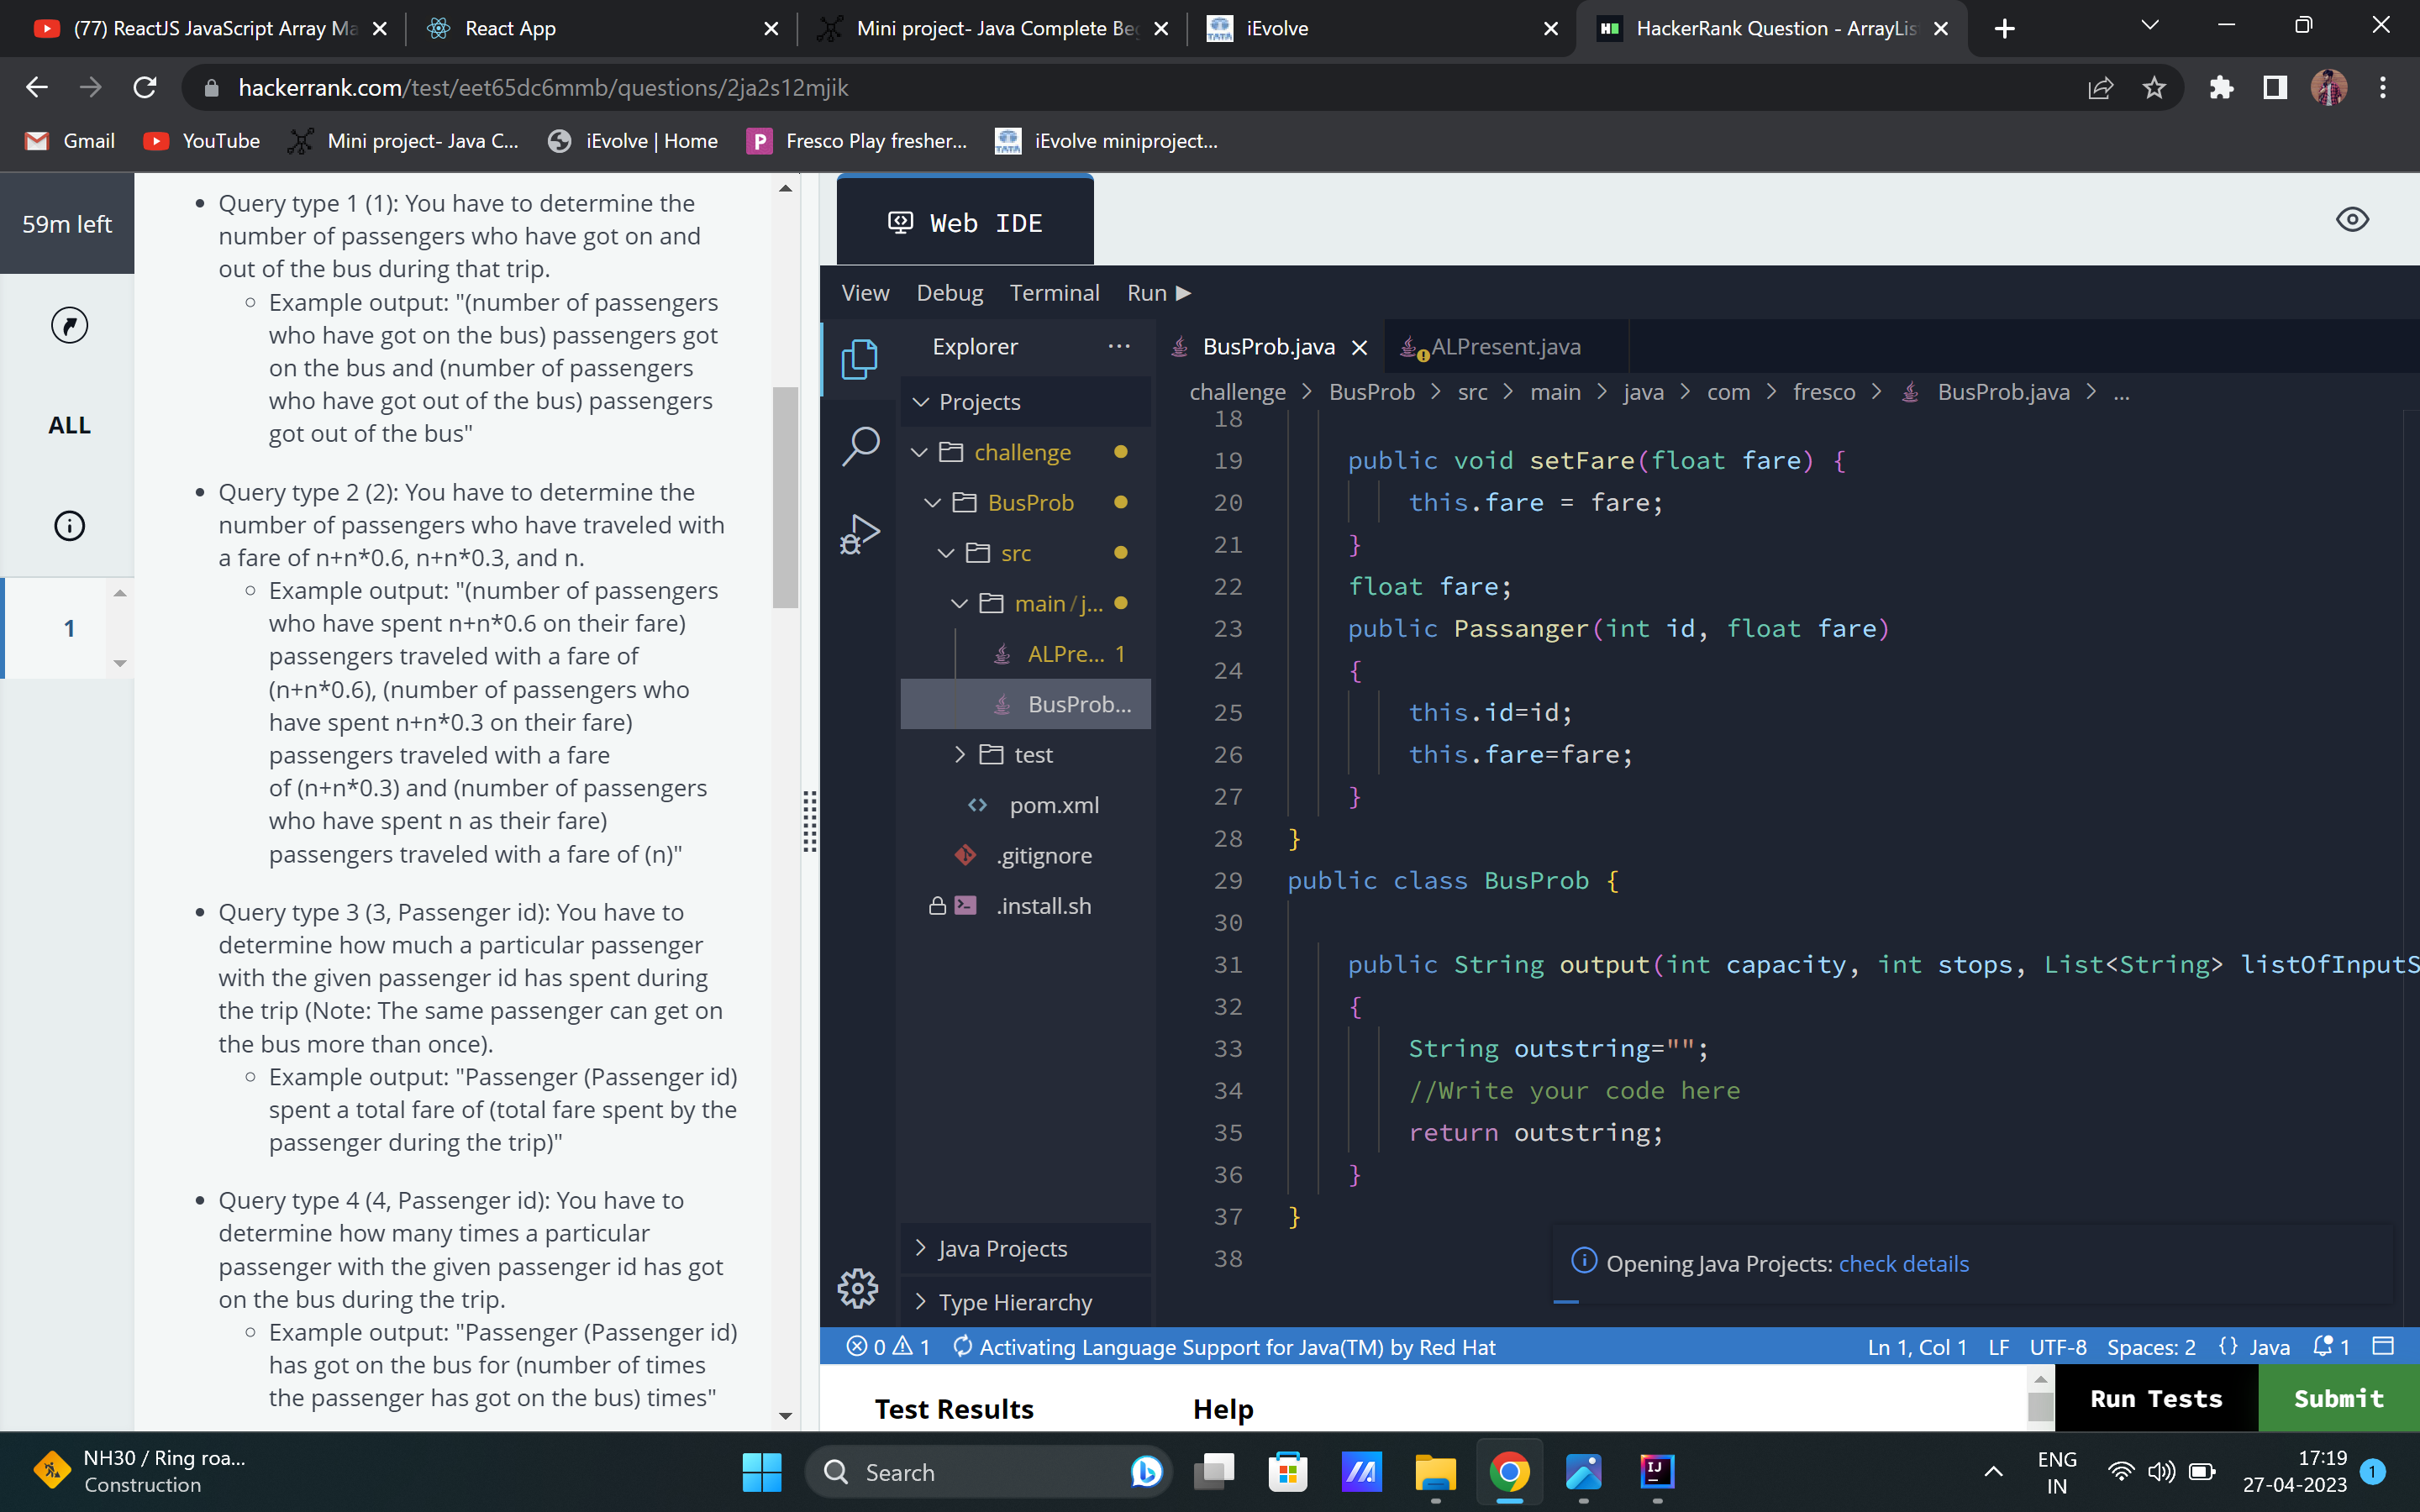 (77) ReactJS JavaScript Array Ma
React App
Mini project- Java Complete Beg
iEvolve
HackerRank Question - ArrayLis
hackerrank.com/test/eet65dc6mmb/questions/2ja2s12mjik
Gmail
YouTube
Mini project- Java C...
iEvolve | Home
Fresco Play fresher...
iEvolve miniproject...
59m left
ALL
1
Query type 1 (1): You have to determine the
number of passengers who have got on and
out of the bus during that trip.
Example output: "(number of passengers
who have got on the bus) passengers got
on the bus and (number of passengers
who have got out of the bus) passengers
got out of the bus"
Query type 2 (2): You have to determine the
number of passengers who have traveled with
a fare of n+n*0.6, n+n*0.3, and n.
Example output: "(number of passengers
who have spent n+n*0.6 on their fare)
passengers traveled with a fare of
(n+n*0.6), (number of passengers who
have spent n+n*0.3 on their fare)
passengers traveled with a fare
of (n+n*0.3) and (number of passengers
who have spent n as their fare)
passengers traveled with a fare of (n)"
Query type 3 (3, Passenger id): You have to
determine how much a particular passenger
with the given passenger id has spent during
the trip (Note: The same passenger can get on
the bus more than once).
Example output: "Passenger (Passenger id)
spent a total fare of (total fare spent by the
passenger during the trip)"
Query type 4 (4, Passenger id): You have to
determine how many times a particular
passenger with the given passenger id has got
on the bus during the trip.
Example output: "Passenger (Passenger id)
has got on the bus for (number of times
the passenger has got on the bus) times"
Web IDE
View Debug Terminal Run
Explorer
Projects
challenge
BusProb
src
main/j...
ALPre... 1
BusProb...
test
pom.xml
.gitignore
.install.sh
Java Projects
Type Hierarchy
BusProb.java
ALPresent.java
challenge > BusProb > src > main > java > com > fresco > BusProb.java > ...
18
19 public void setFare(float fare) {
20 this.fare = fare;
21 }
22 float fare;
23 public Passanger(int id, float fare)
24 {
25 this.id=id;
26 this.fare=fare;
27 }
28 }
29 public class BusProb {
30
31 public String output(int capacity, int stops, List<String> listOfInputS
32 {
33 String outstring="";
34 //Write your code here
35 return outstring;
36 }
37 }
38
Opening Java Projects: check details
0 1 Activating Language Support for Java(TM) by Red Hat
Ln 1, Col 1 LF UTF-8 Spaces: 2 {} Java 1
Test Results
Help
Run Tests
Submit
NH30 / Ring roa...
Construction
Search
ENG
IN
17:19
27-04-2023
1